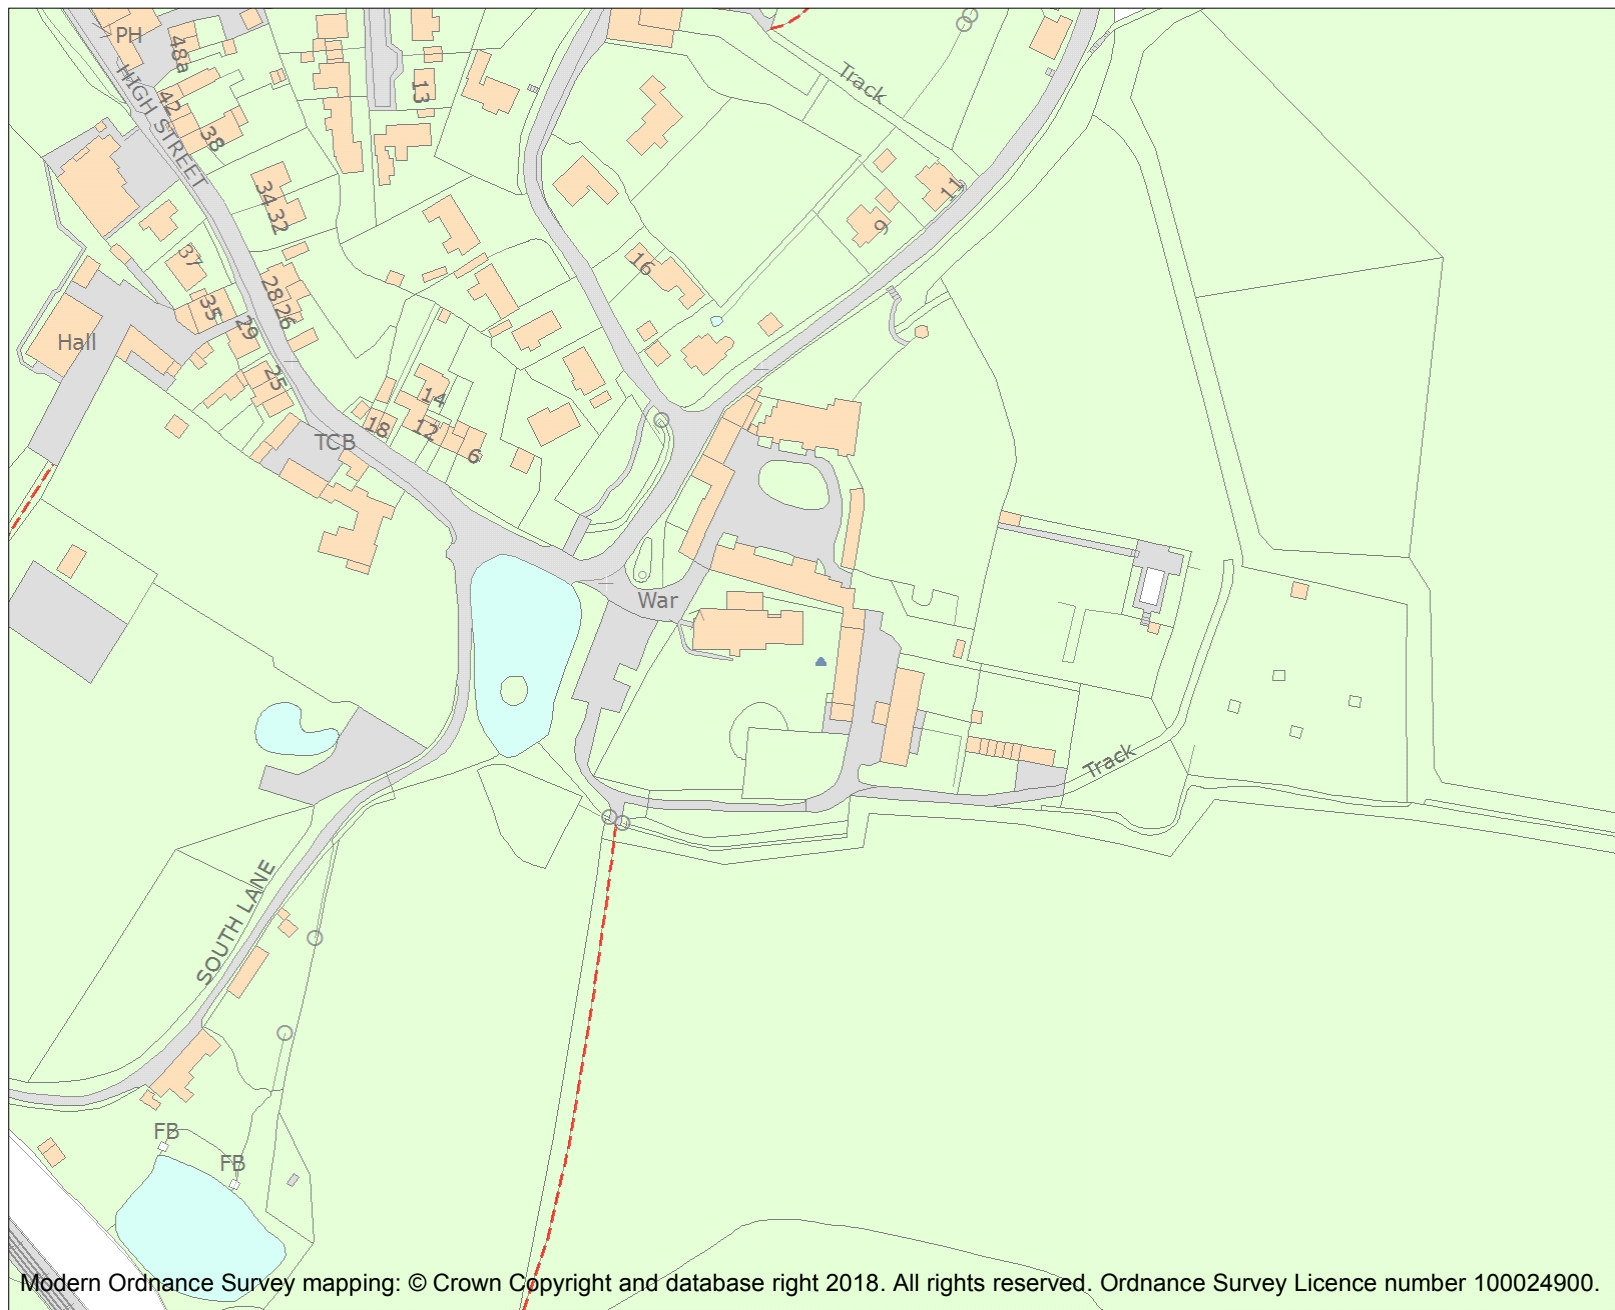 PH
48a
HIGH STREET
42
38
13
Track
34
32
11
9
37
16
28
26
35
29
Hall
25
14
18
12
TCB
6
War
Track
SOUTH LANE
FB
FB
Modern Ordnance Survey mapping: © Crown Copyright and database right 2018. All rights reserved. Ordnance Survey Licence number 100024900.